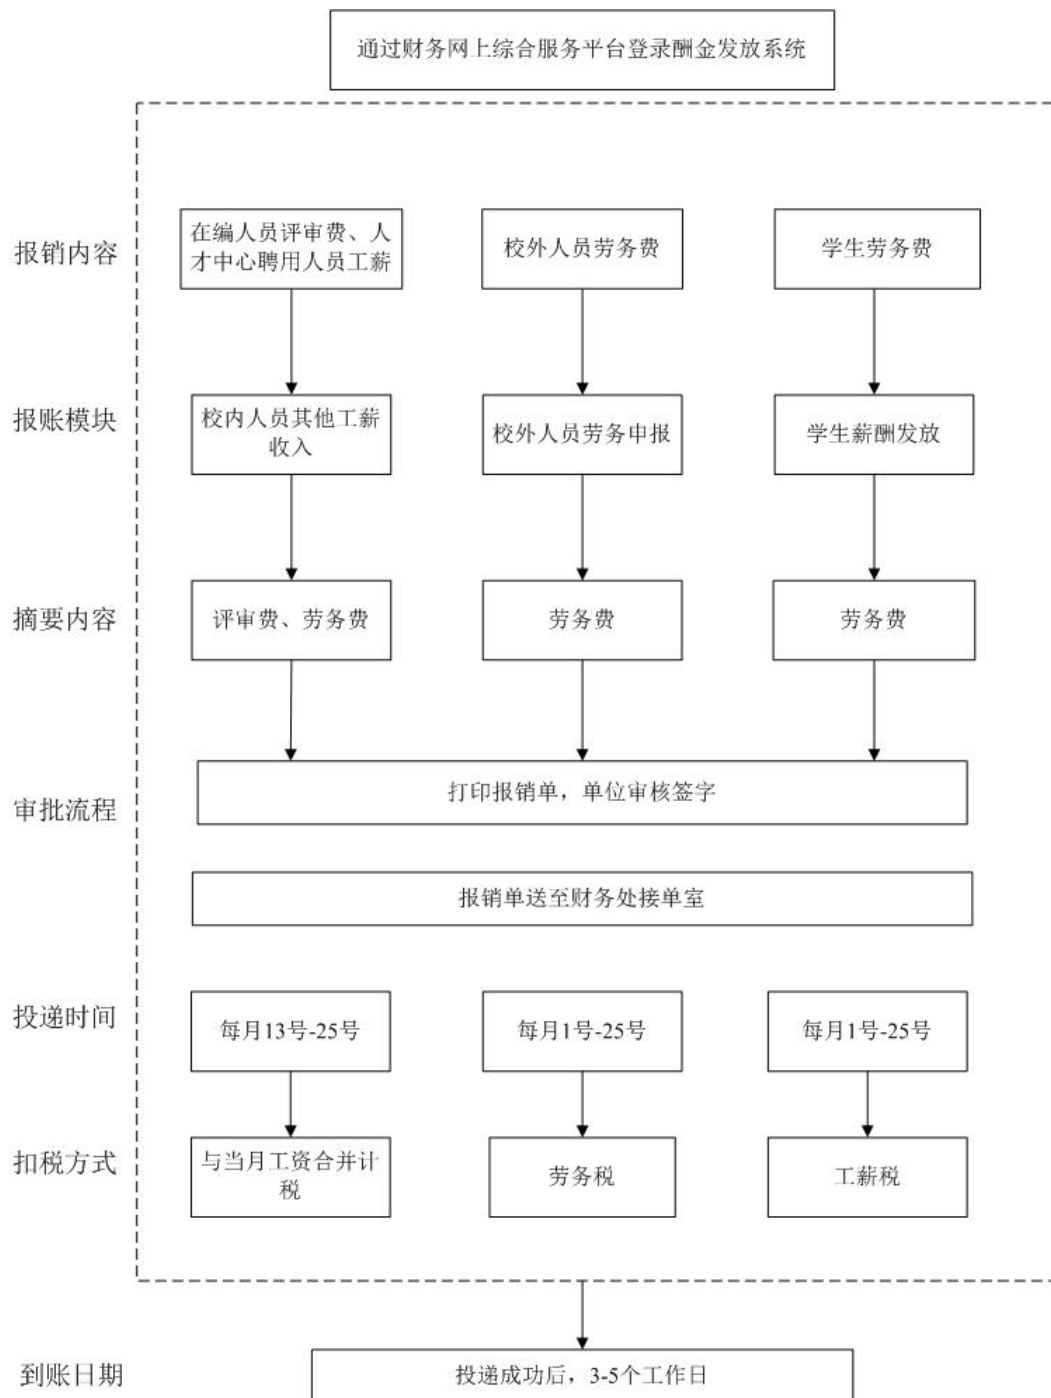 通过财务网上综合服务平台登录酬金发放系统
报销内容
在编人员评审费、人
才中心聘用人员工薪
校外人员劳务费
学生劳务费
报账模块
校内人员其他工薪
收入
校外人员劳务申报
学生薪酬发放
摘要内容
评审费、劳务费
劳务费
劳务费
审批流程
打印报销单，单位审核签字
报销单送至财务处接单室
投递时间
每月13号-25号
每月1号-25号
每月1号-25号
扣税方式
与当月工资合并计
税
劳务税
工薪税
到账日期
投递成功后，3-5个工作日